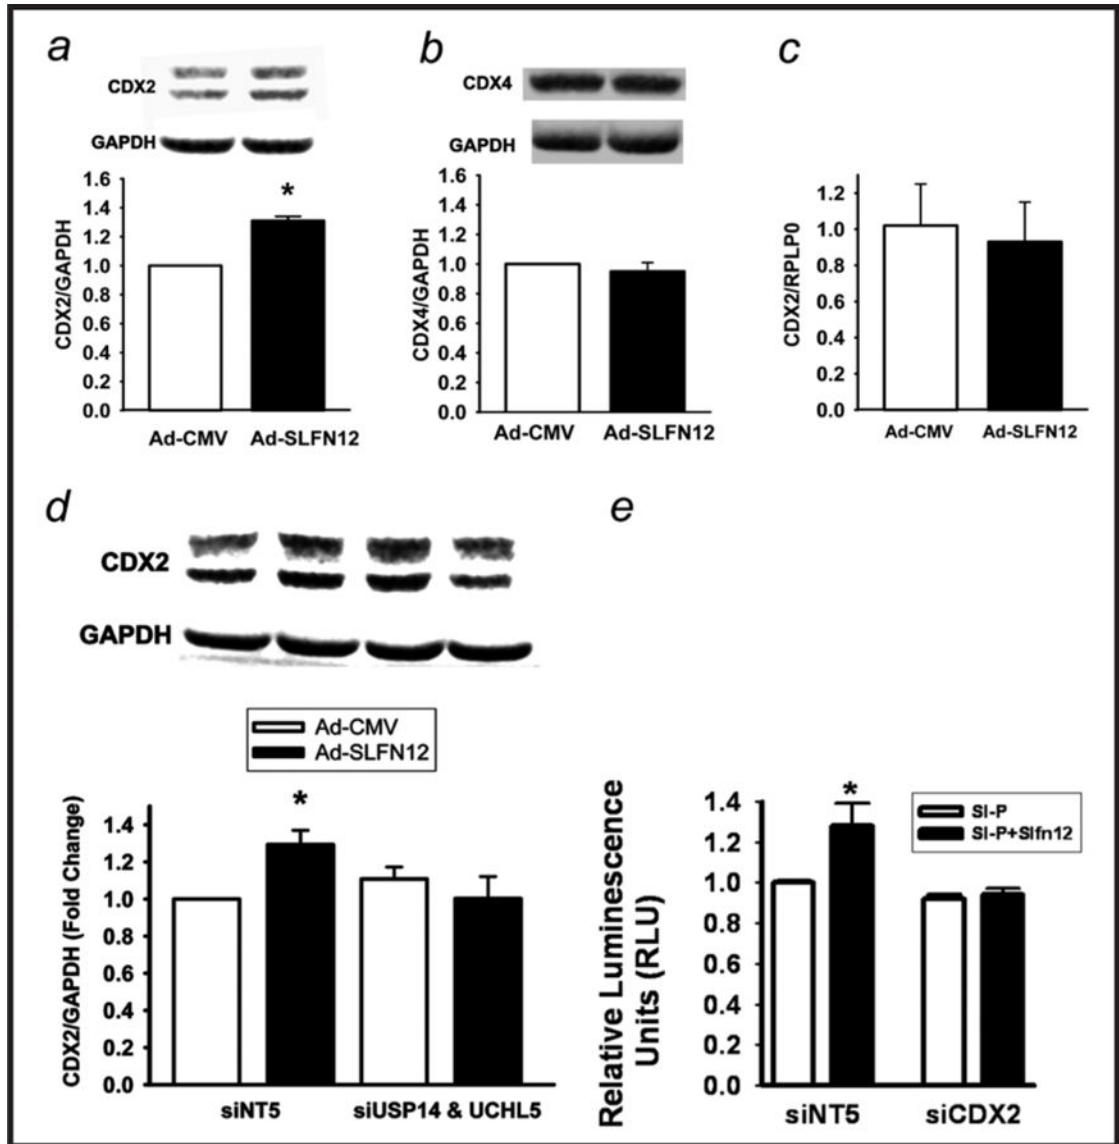 a
CDX2
GAPDH
CDX2/GAPDH
1.6
1.4
1.2
1.0
0.8
0.6
0.4
0.2
0.0
*
Ad-CMV Ad-SLFN12
b
CDX4
GAPDH
CDX4/GAPDH
1.6
1.4
1.2
1.0
0.8
0.6
0.4
0.2
0.0
Ad-CMV Ad-SLFN12
c
CDX2/RPLP0
1.2
1.0
0.8
0.6
0.4
0.2
0.0
Ad-CMV Ad-SLFN12
d
CDX2
GAPDH
Ad-CMV
Ad-SLFN12
CDX2/GAPDH (Fold Change)
1.4
1.2
1.0
0.8
0.6
0.4
0.2
0.0
*
siNT5 siUSP14 & UCHL5
e
Relative Luminescence
Units (RLU)
1.4
1.2
1.0
0.8
0.6
0.4
0.2
0.0
*
SI-P
SI-P+Slfn12
siNT5 siCDX2